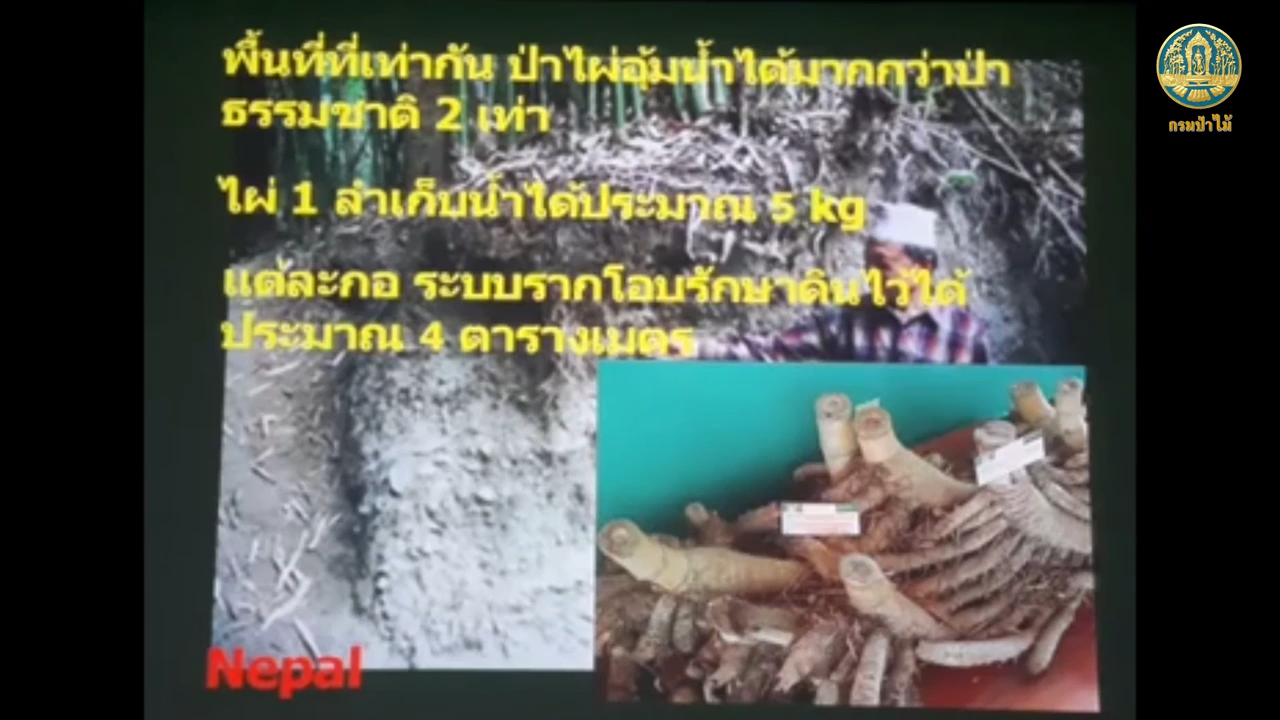 พื้นที่ที่เท่ากัน ป่าไผ่อุ้มน้ำได้มากกว่าป่า
ธรรมชาติ 2 เท่า
ไผ่ 1 ลำเก็บน้ำได้ประมาณ 5 kg
แต่ละกอ ระบบรากโอบรักษาดินไว้ได้
ประมาณ 4 ตารางเมตร
Nepal
กรมป่าไม้